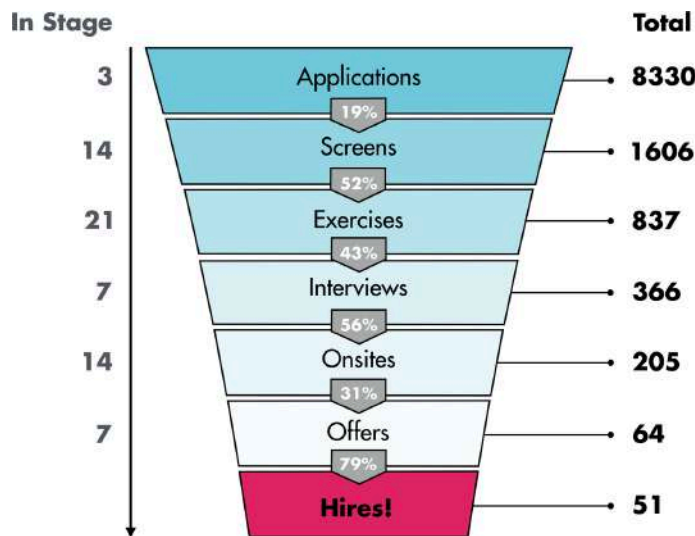 In Stage Total
3 Applications 8330
19%
14 Screens 1606
52%
21 Exercises 837
43%
7 Interviews 366
56%
14 Onsites 205
31%
7 Offers 64
79%
Hires! 51